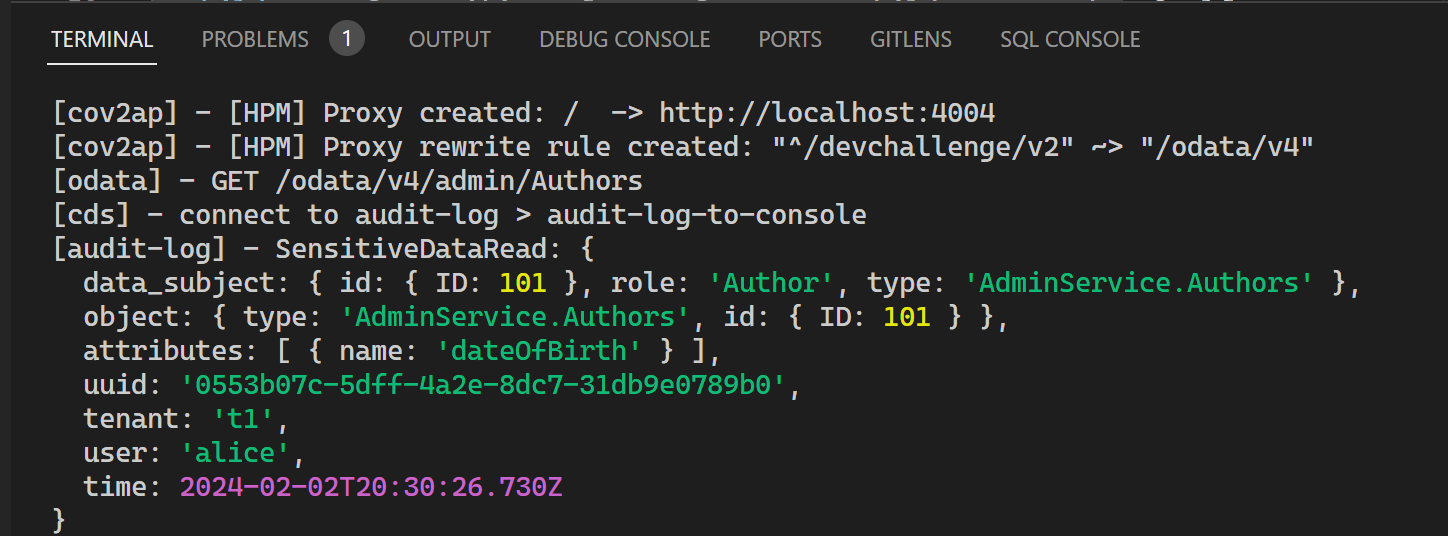 TERMINAL PROBLEMS 1 OUTPUT DEBUG CONSOLE PORTS GITLENS SQL CONSOLE
[cov2ap] - [HPM] Proxy created: /  -> http://localhost:4004
[cov2ap] - [HPM] Proxy rewrite rule created: "^/devchallenge/v2" ~> "/odata/v4"
[odata] - GET /odata/v4/admin/Authors
[cds] - connect to audit-log > audit-log-to-console
[audit-log] - SensitiveDataRead: {
  data_subject: { id: { ID: 101 }, role: 'Author', type: 'AdminService.Authors' },
  object: { type: 'AdminService.Authors', id: { ID: 101 } },
  attributes: [ { name: 'dateOfBirth' } ],
  uuid: '0553b07c-5dff-4a2e-8dc7-31db9e0789b0',
  tenant: 't1',
  user: 'alice',
  time: 2024-02-02T20:30:26.730Z
}